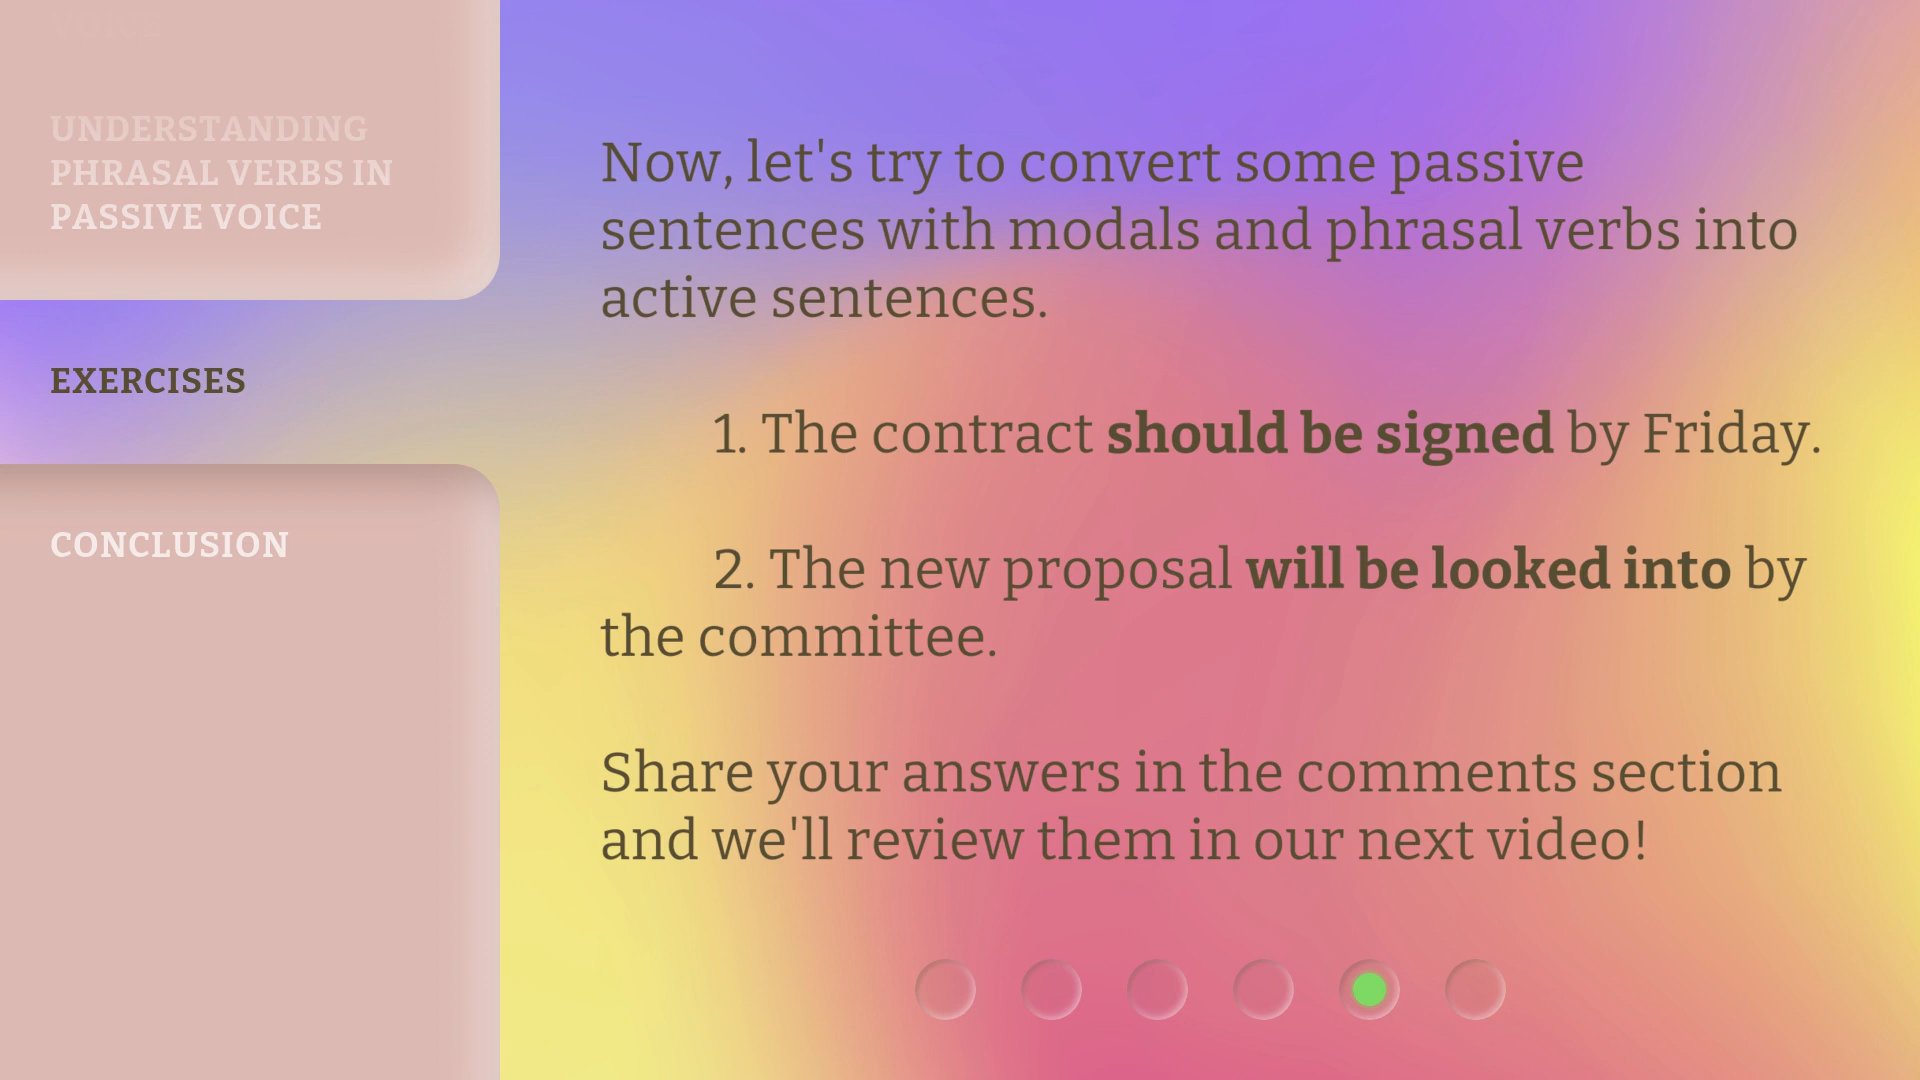 VOICE
UNDERSTANDING
PHRASAL VERBS IN
PASSIVE VOICE
EXERCISES
CONCLUSION
Now, let's try to convert some passive
sentences with modals and phrasal verbs into
active sentences.
1. The contract should be signed by Friday.
2. The new proposal will be looked into by
the committee.
Share your answers in the comments section
and we'll review them in our next video!